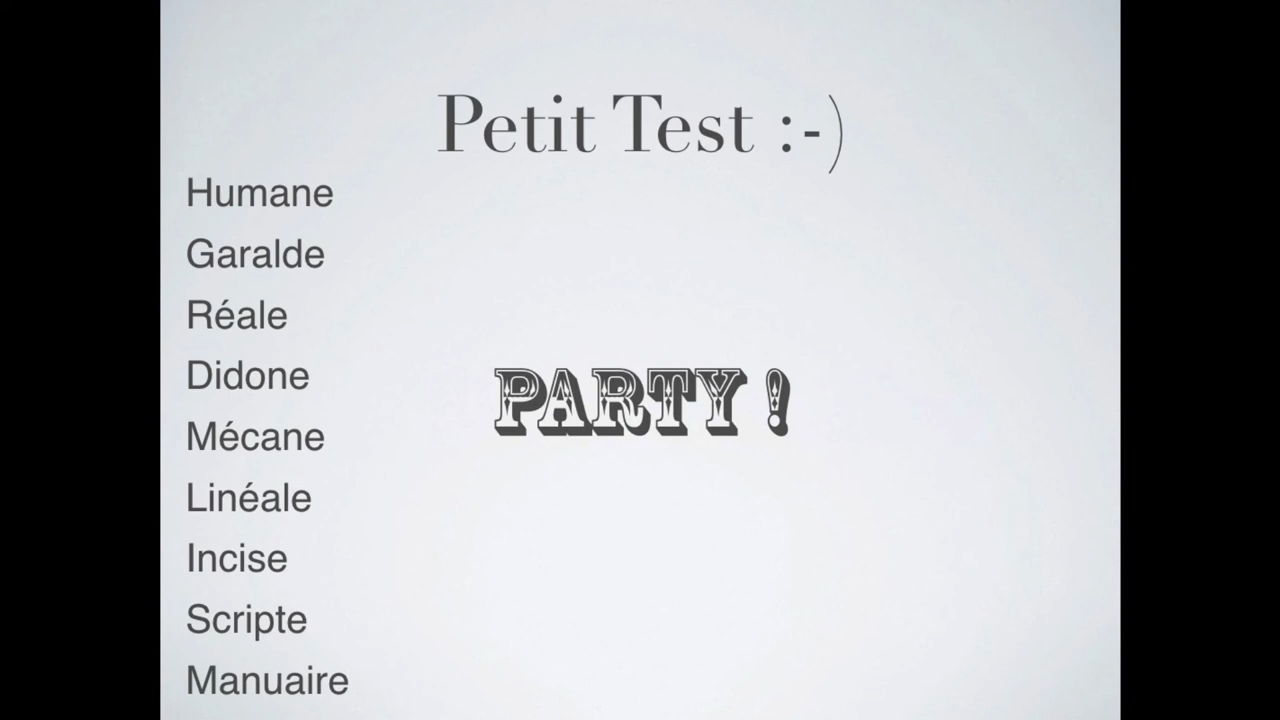 Petit Test :-)
Humane
Garalde
Réale
Didone
PARTY !
Mécane
Linéale
Incise
Scripte
Manuaire